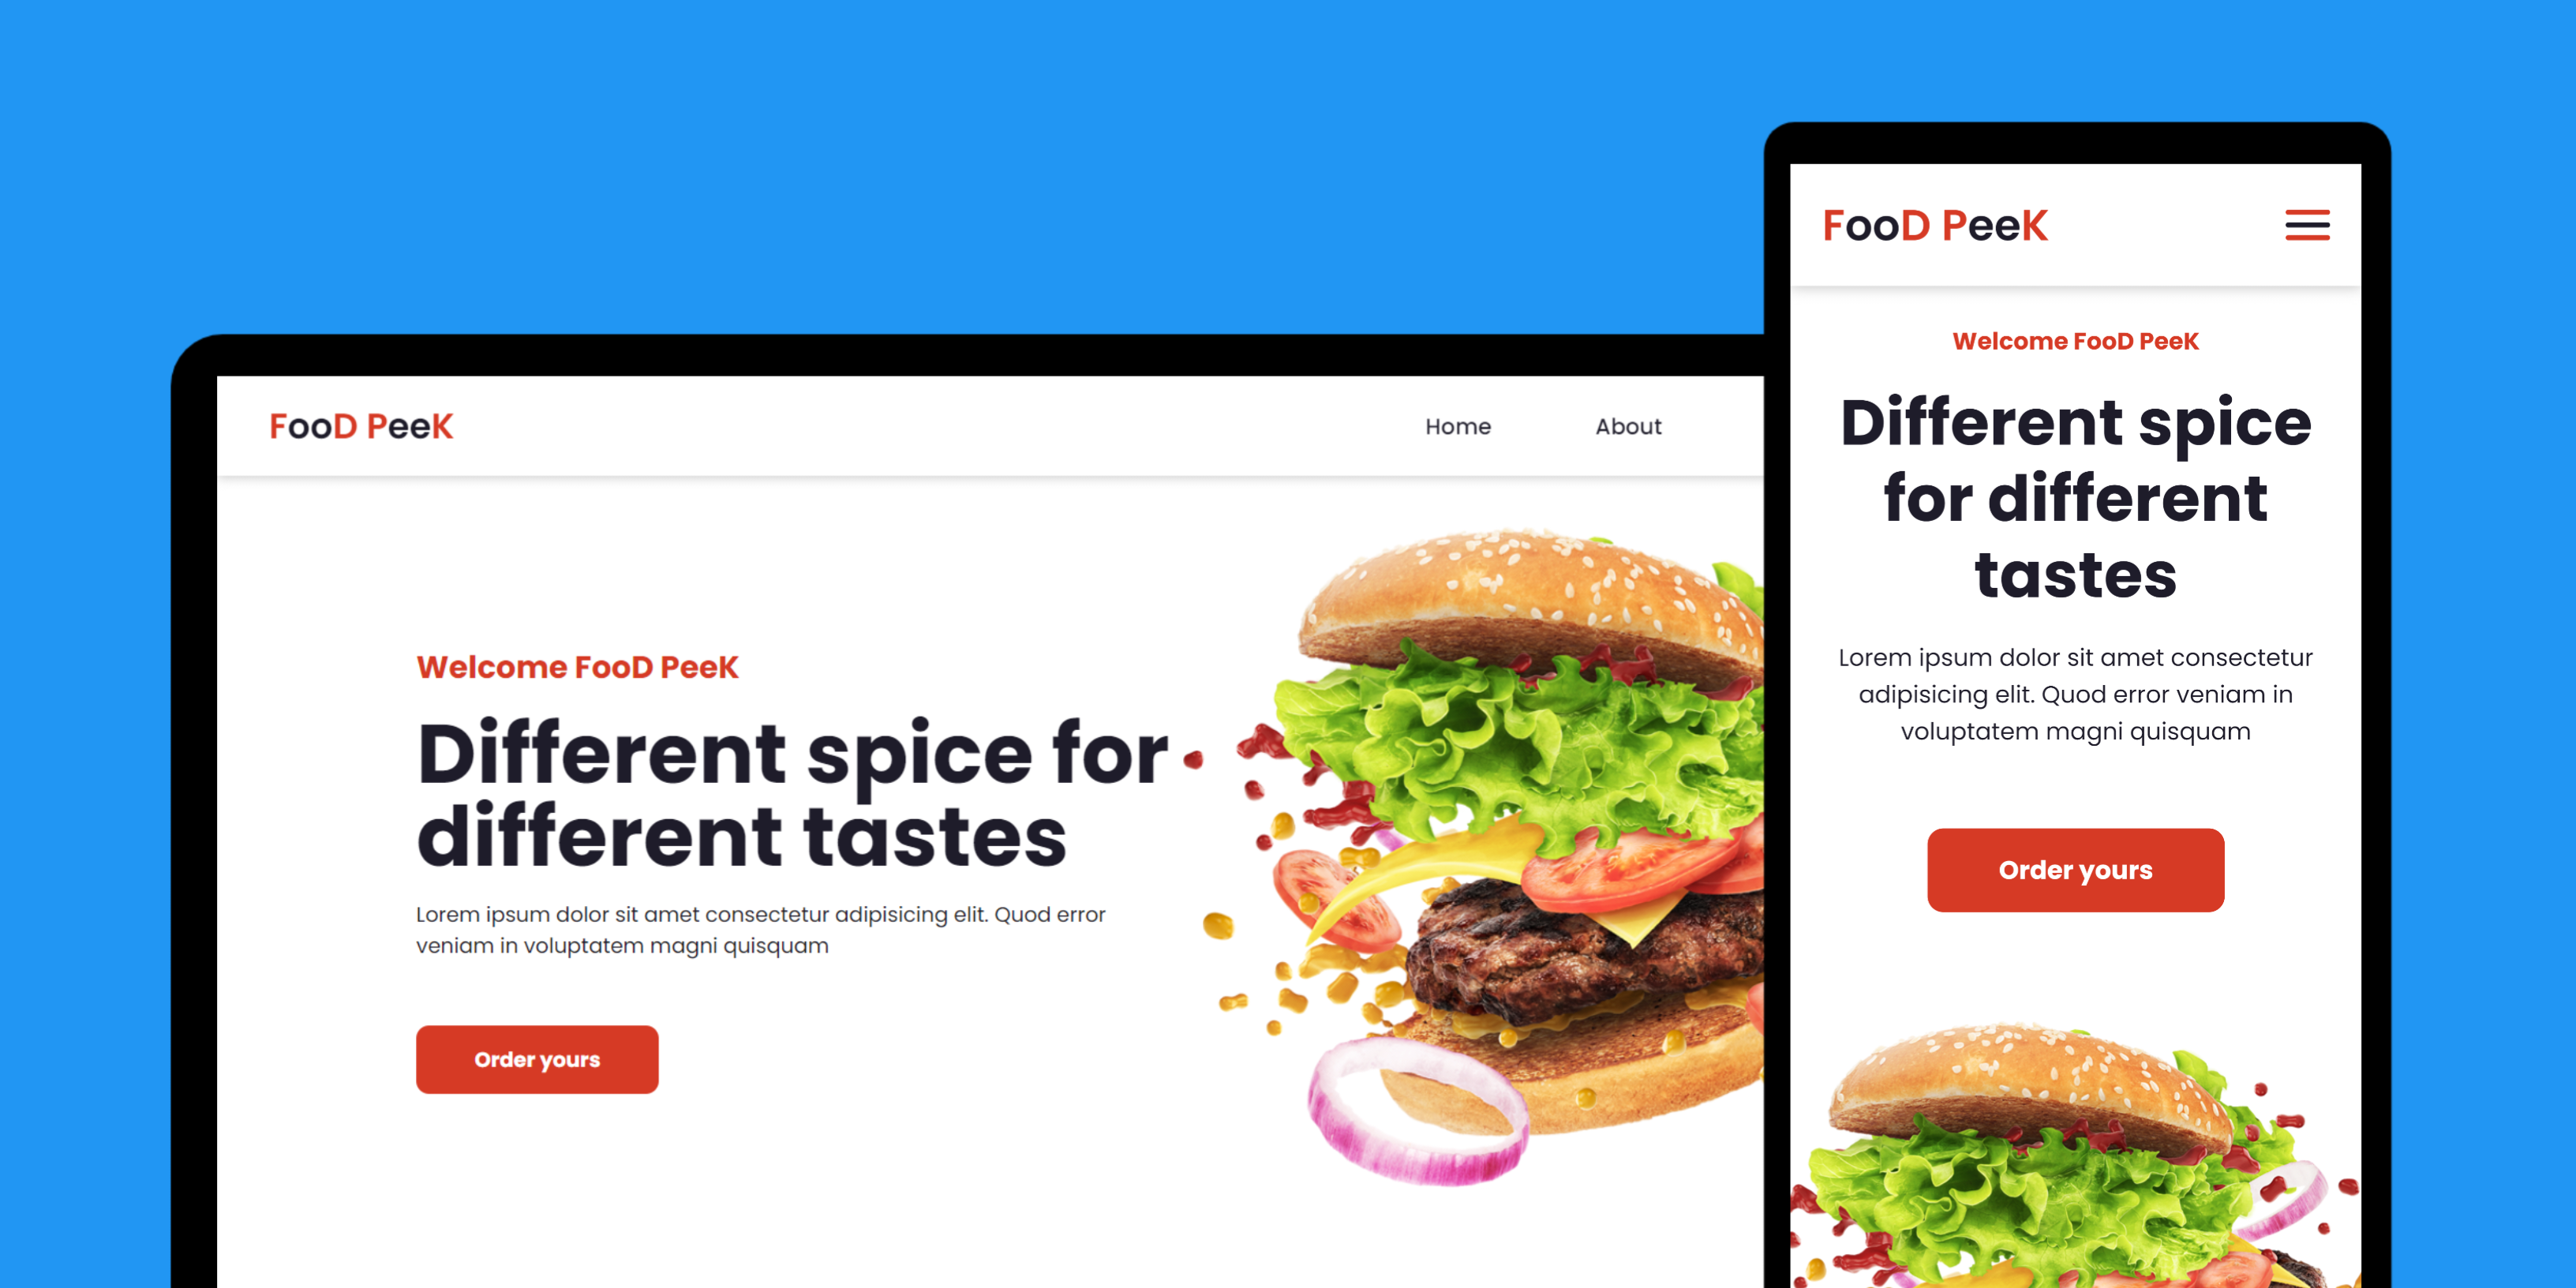 FooD PeeK
Home
About
Welcome FooD PeeK
Different spice for
different tastes
Lorem ipsum dolor sit amet consectetur adipisicing elit. Quod error
veniam in voluptatem magni quisquam
Order yours
FooD PeeK
Welcome FooD PeeK
Different spice
for different
tastes
Lorem ipsum dolor sit amet consectetur
adipisicing elit. Quod error veniam in
voluptatem magni quisquam
Order yours